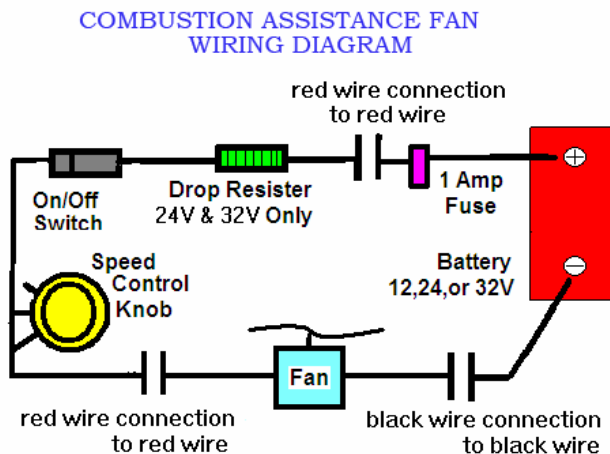 COMBUSTION ASSISTANCE FAN
WIRING DIAGRAM
red wire connection
to red wire
On/Off
Switch
Drop Resister
24V & 32V Only
1 Amp
Fuse
+
Speed
Control
Knob
Battery
12,24,or 32V
−
Fan
red wire connection
to red wire
black wire connection
to black wire